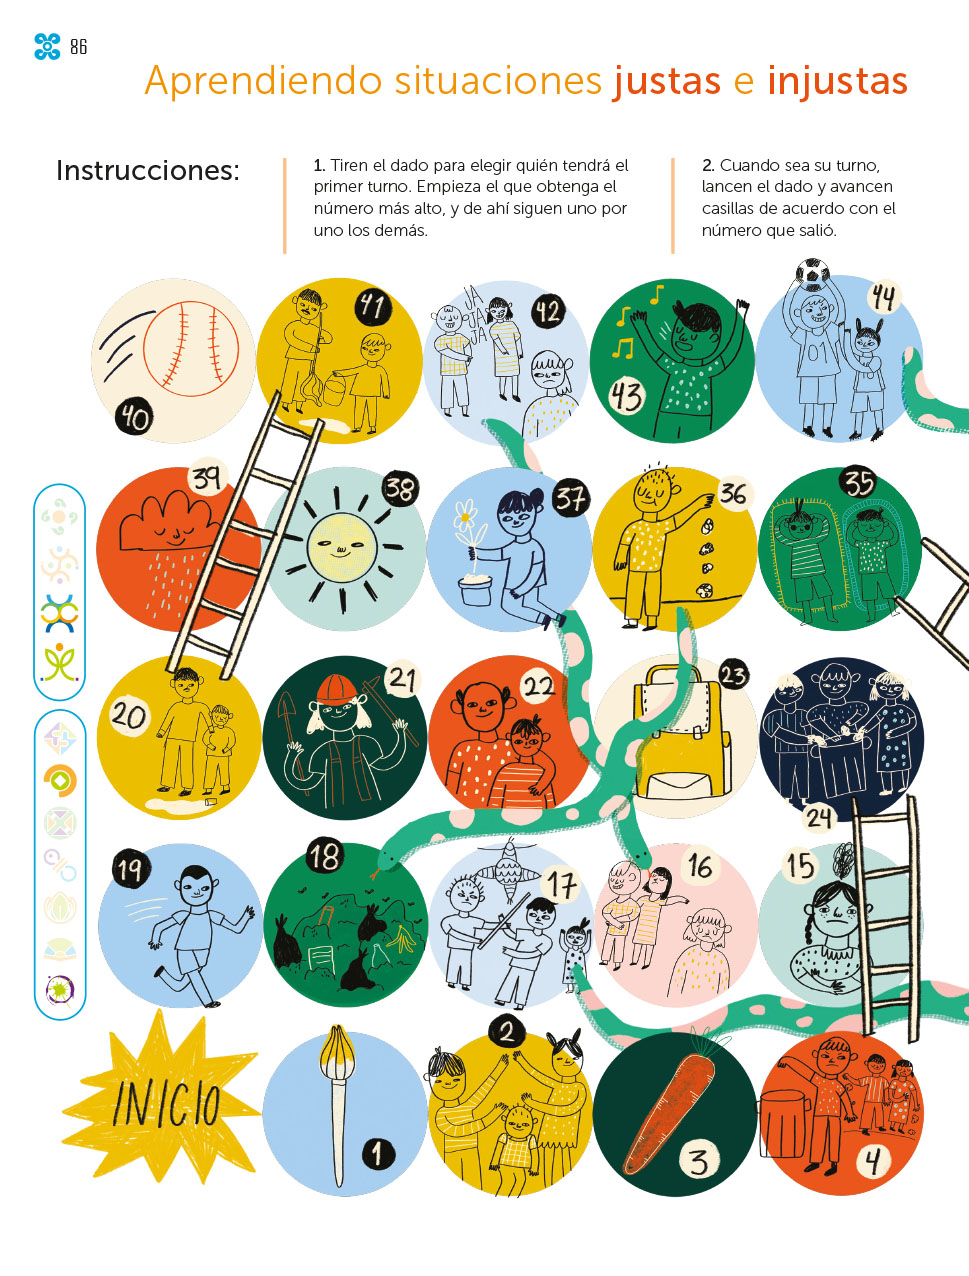 86
Aprendiendo situaciones justas e injustas
Instrucciones:
1. Tiren el dado para elegir quién tendrá el
primer turno. Empieza el que obtenga el
número más alto, y de ahí siguen uno por
uno los demás.
2. Cuando sea su turno,
lancen el dado y avancen
casillas de acuerdo con el
número que salió.
40
41
JA
JA
JA
42
43
44
39
38
37
36
35
20
21
22
23
24
19
18
17
16
15
INICIO
1
2
3
4